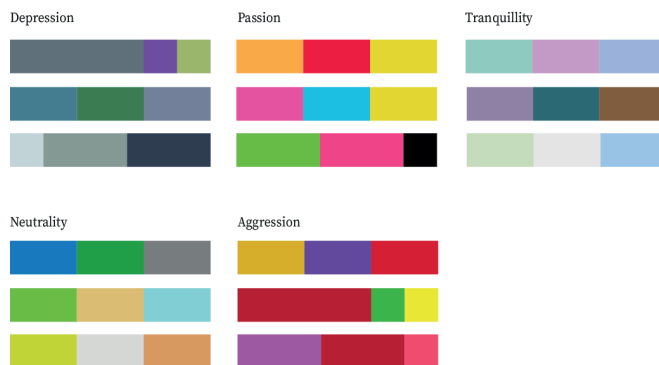 Depression
Passion
Tranquillity
Neutrality
Aggression